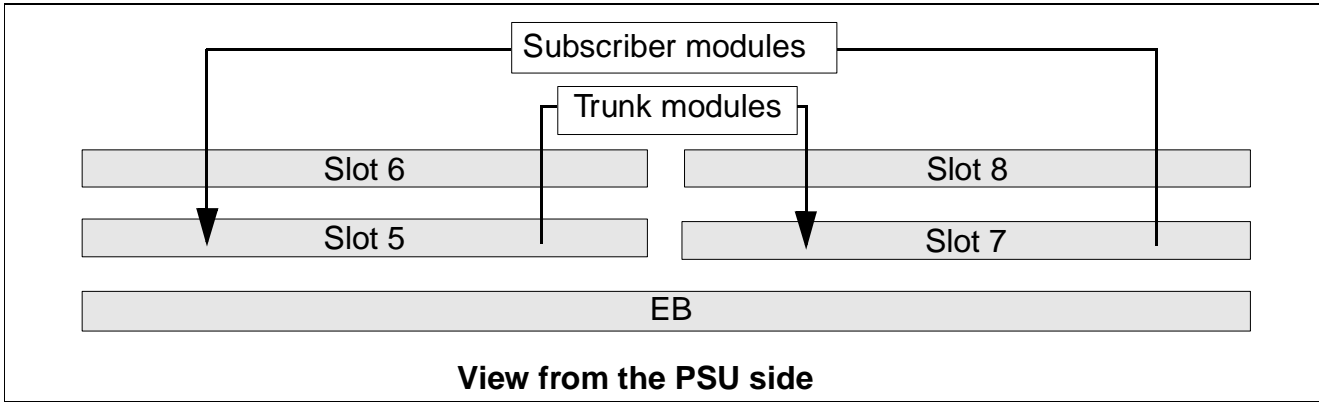 Subscriber modules
Trunk modules
Slot 6
Slot 8
Slot 5
Slot 7
EB
View from the PSU side